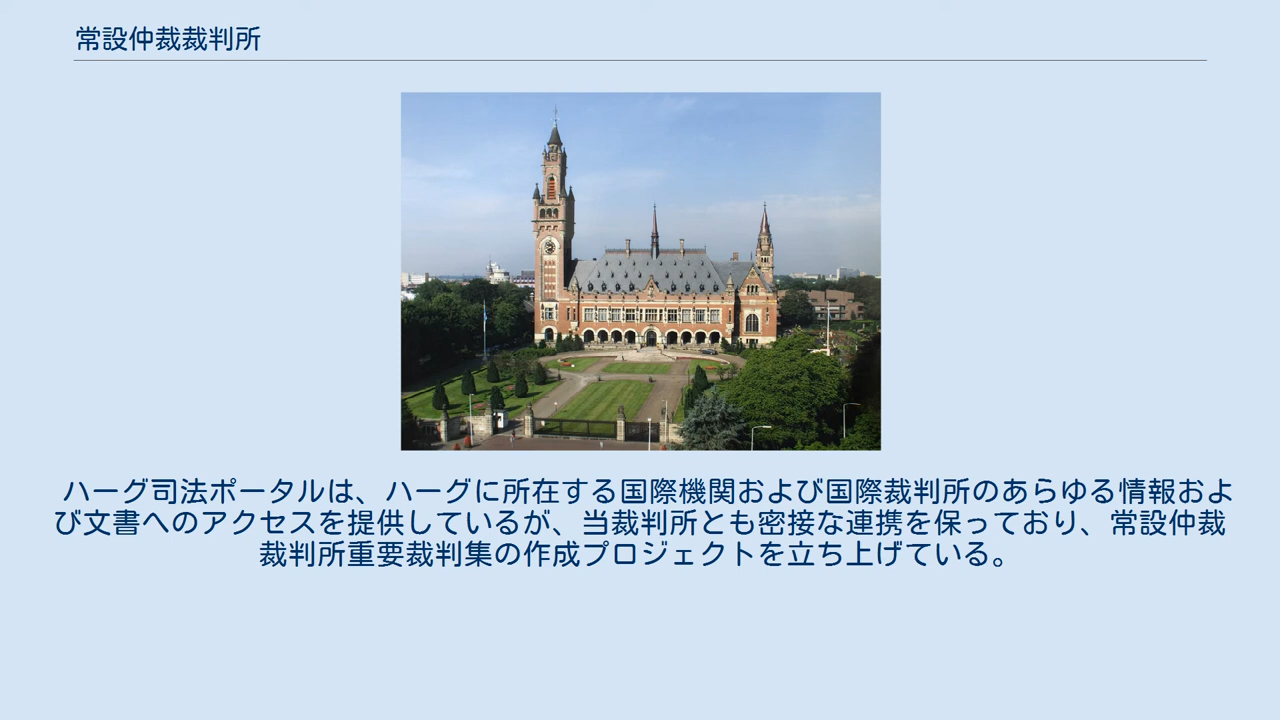 常設仲裁裁判所
ハーグ司法ポータルは、ハーグに所在する国際機関および国際裁判所のあらゆる情報およ
び文書へのアクセスを提供しているが、当裁判所とも密接な連携を保っており、常設仲裁
裁判所重要裁判集の作成プロジェクトを立ち上げている。